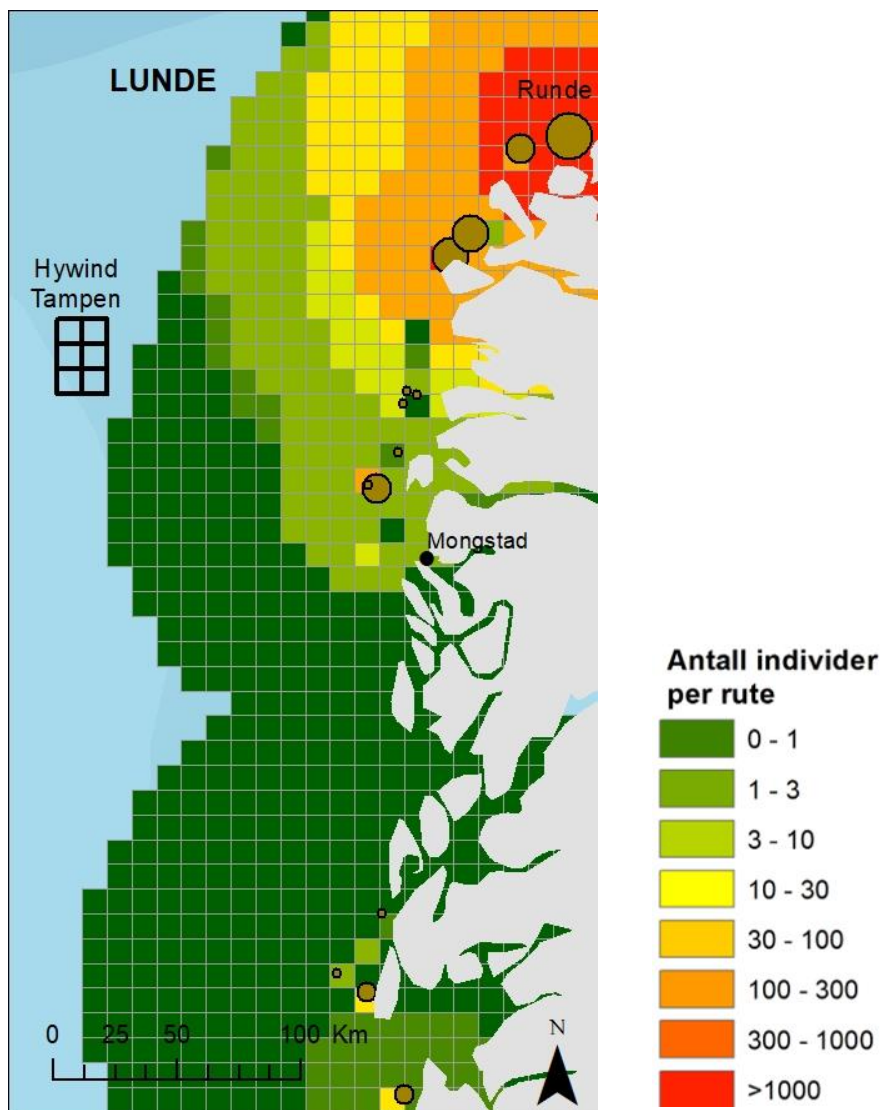 LUNDE
Runde
Hywind
Tampen
Mongstad
0 25 50 100 Km
N
Antall individer
per rute
0 - 1
1 - 3
3 - 10
10 - 30
30 - 100
100 - 300
300 - 1000
>1000